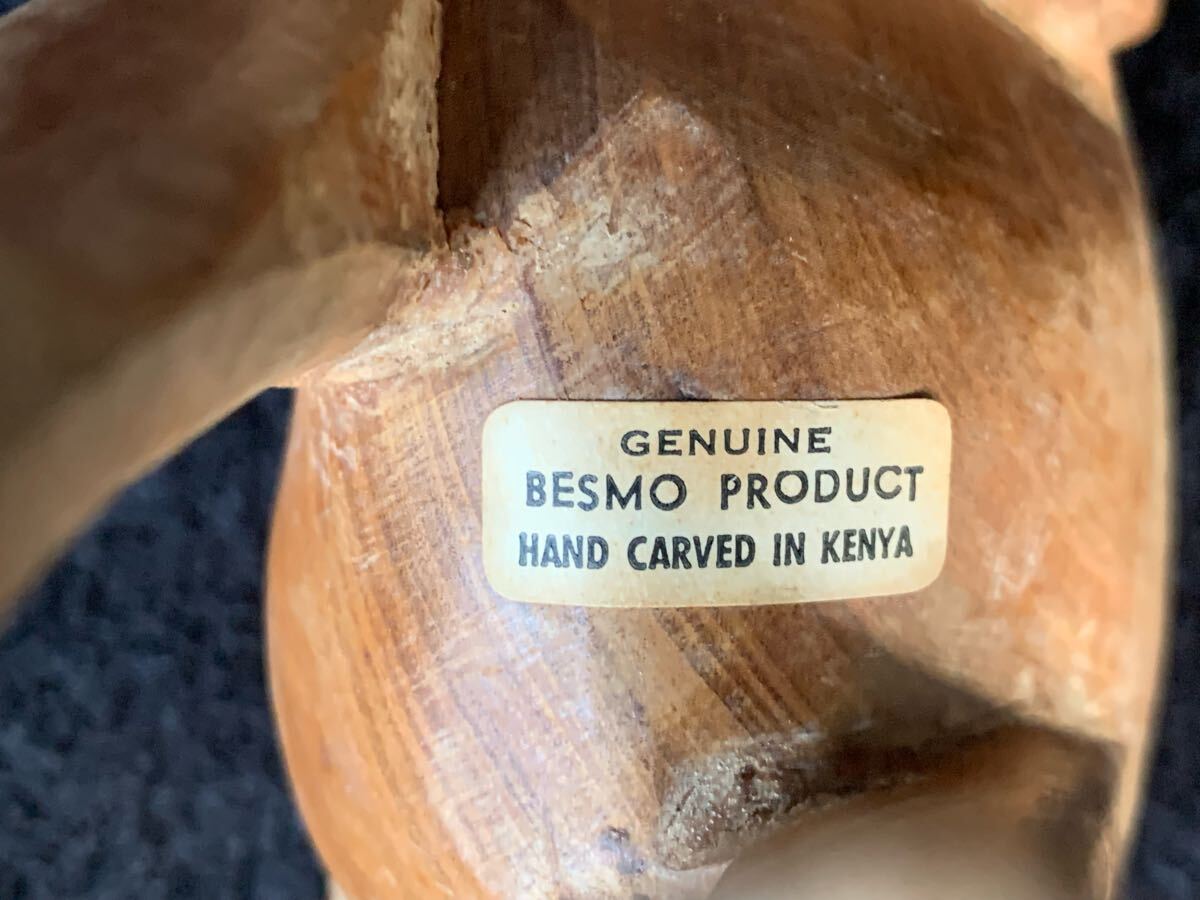 GENUINE
BESMO PRODUCT
HAND CARVED IN KENYA